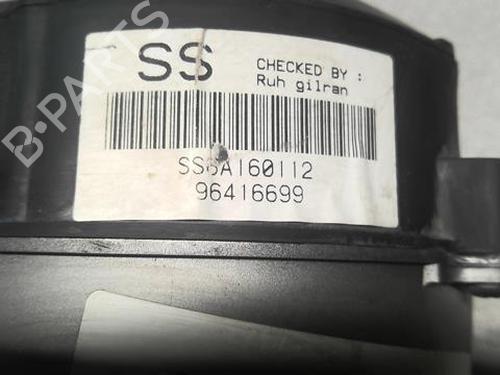 SS
CHECKED BY :
Ruh gilran
SS6A160112
96416699
B-PARTS